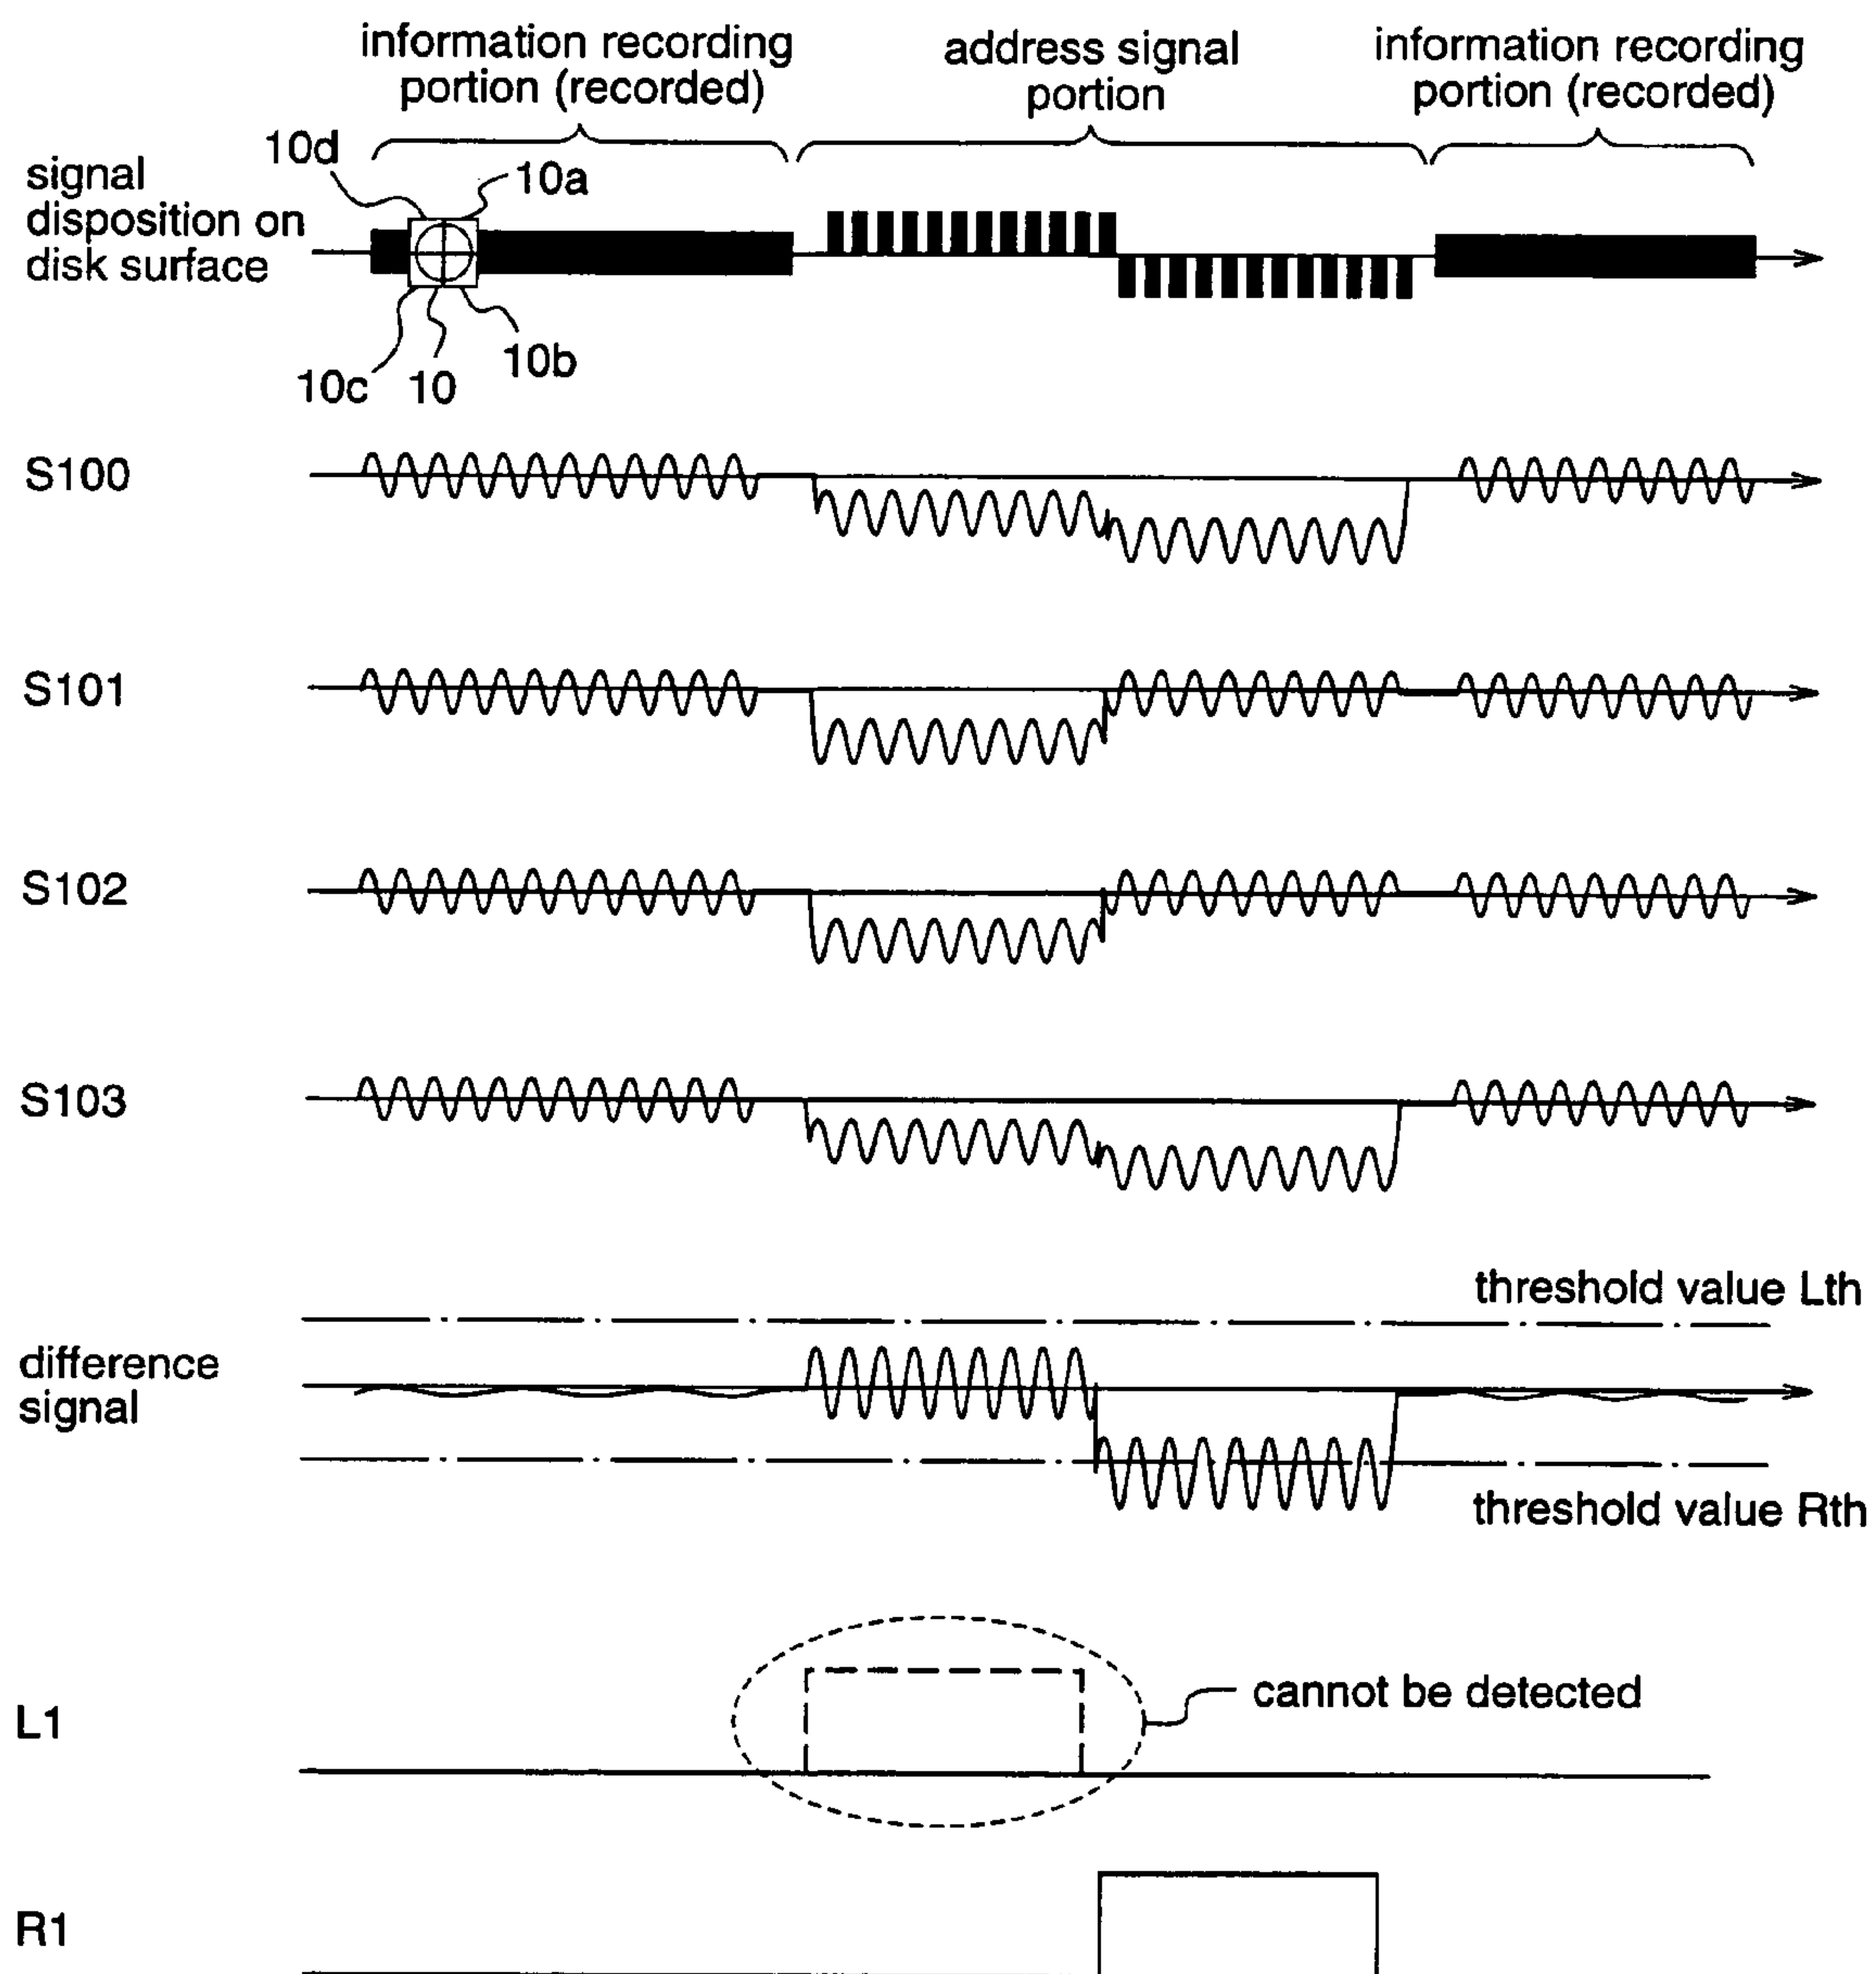 information recording
portion (recorded)
address signal
portion
information recording
portion (recorded)
signal
disposition on
disk surface
10d
10a
10c
10
10b
S100
S101
S102
S103
threshold value Lth
difference
signal
threshold value Rth
L1
cannot be detected
R1